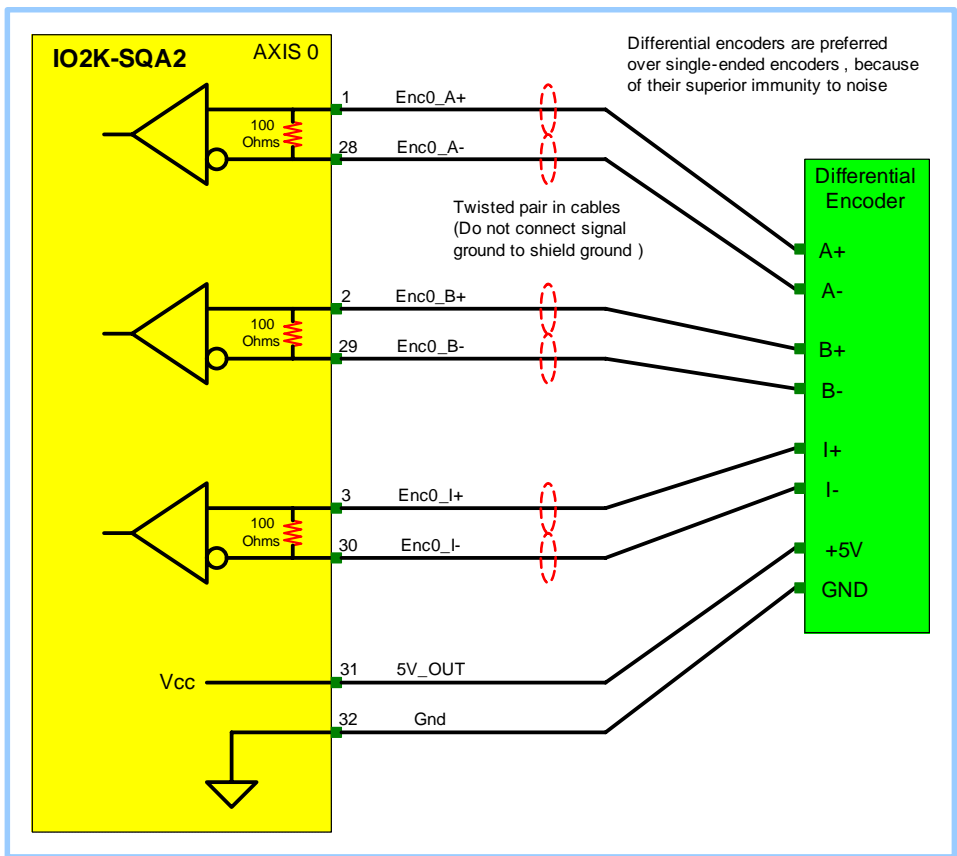 IO2K-SQA2
AXIS 0
Differential encoders are preferred
over single-ended encoders , because
of their superior immunity to noise
1 Enc0_A+
100
Ohms
28 Enc0_A-
Twisted pair in cables
(Do not connect signal
ground to shield ground )
Differential
Encoder
A+
A-
2 Enc0_B+
100
Ohms
29 Enc0_B-
B+
B-
3 Enc0_I+
100
Ohms
30 Enc0_I-
I+
I-
+5V
GND
Vcc
31 5V_OUT
32 Gnd